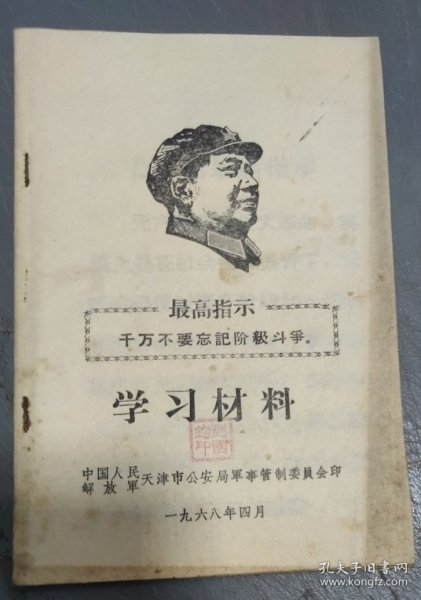 最高指示
千万不要忘記阶級斗爭。
学习材料
中国人民
解放軍
天津市公安局軍事管制委員会印
一九六八年四月
孔夫子旧书网
www.kongfz.com